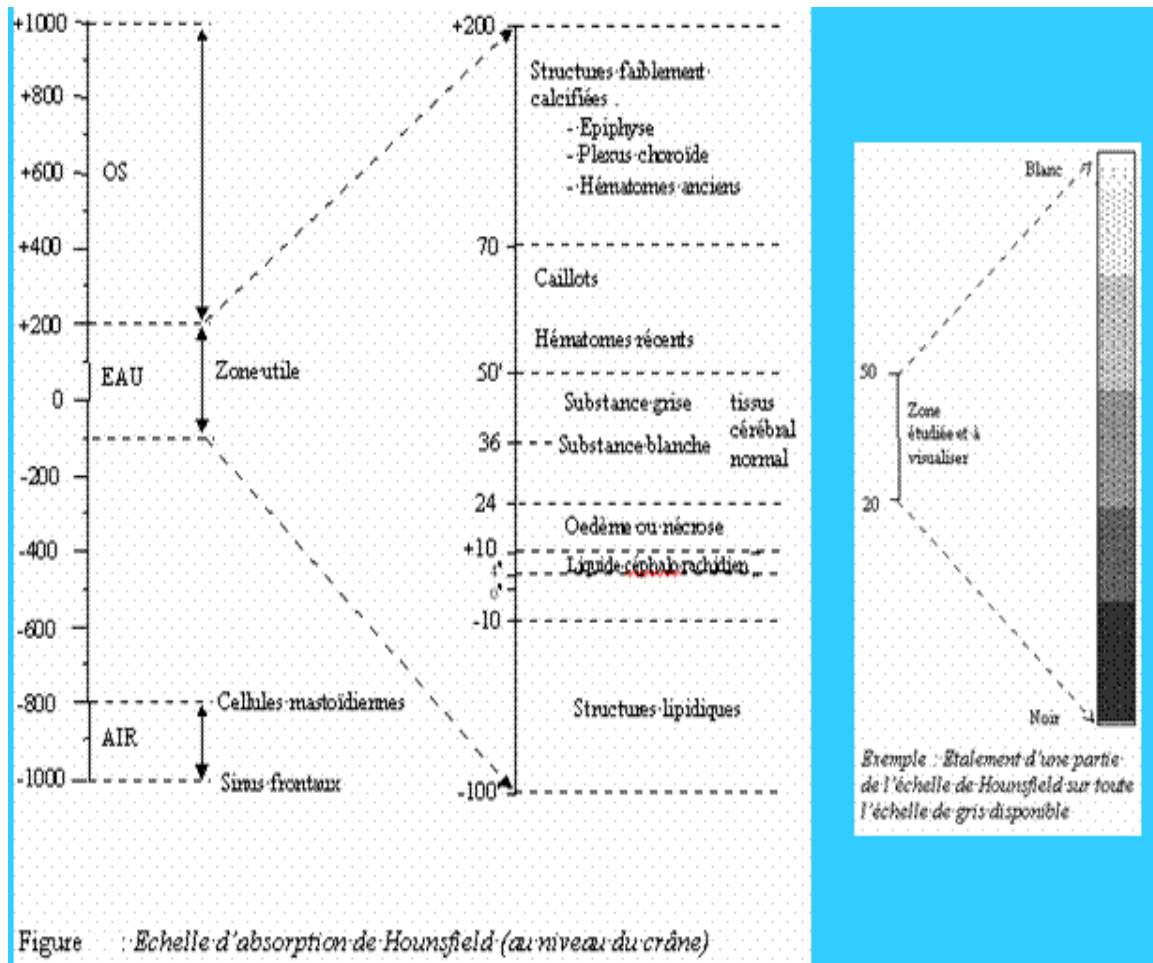 +1000
+800
+600
OS
+400
+200
EAU
Zone utile
0
-200
-400
-600
-800
Cellules mastoïdiennes
AIR
-1000
Sinus frontaux
+200
Structures faiblement
calcifiées .
- Epiphyse
- Plexus choroïde
- Hématomes anciens
70
Caillots
Hématomes récents
50'
Substance grise
tissus
cérébral
normal
36
Substance blanche
24
Oedème ou nécrose
+10
Liquide céphalo rachidien
-10
Structures lipidiques
-100
Figure : Echelle d'absorption de Hounsfield (au niveau du crâne)
Blanc
50
Zone
étudiée et à
visualiser
20
Noir
Exemple : Etalement d'une partie
de l'échelle de Hounsfield sur toute
l'échelle de gris disponible